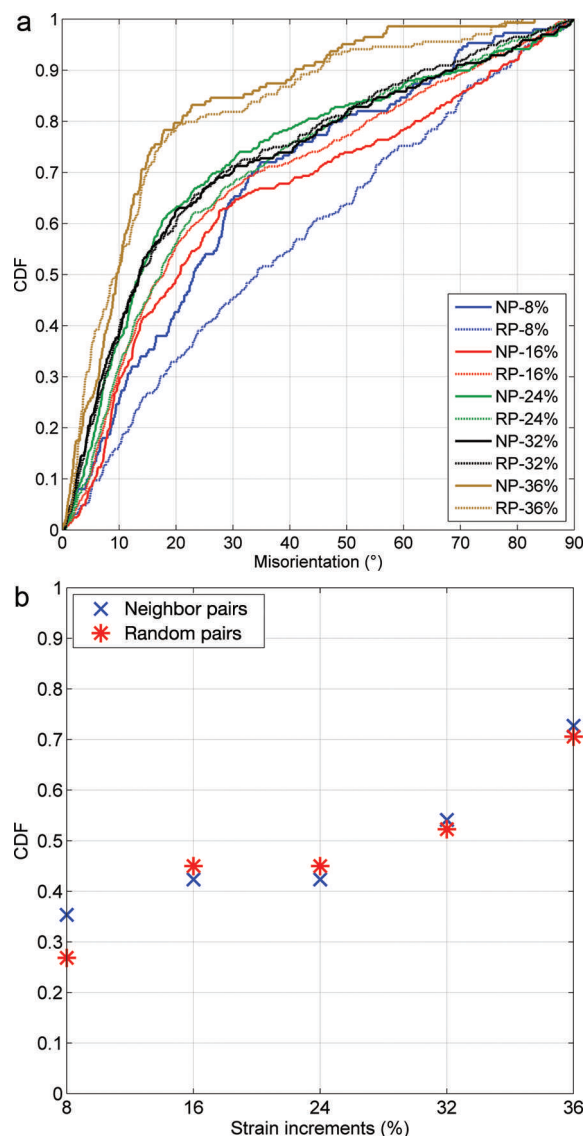 a
1
0.9
0.8
0.7
0.6
0.5
0.4
0.3
0.2
0.1
0
CDF
NP-8%
RP-8%
NP-16%
RP-16%
NP-24%
RP-24%
NP-32%
RP-32%
NP-36%
RP-36%
0 10 20 30 40 50 60 70 80 90
Misorientation (°)
b
1
0.9
0.8
0.7
0.6
0.5
0.4
0.3
0.2
0.1
0
CDF
Neighbor pairs
Random pairs
8 16 24 32 36
Strain increments (%)